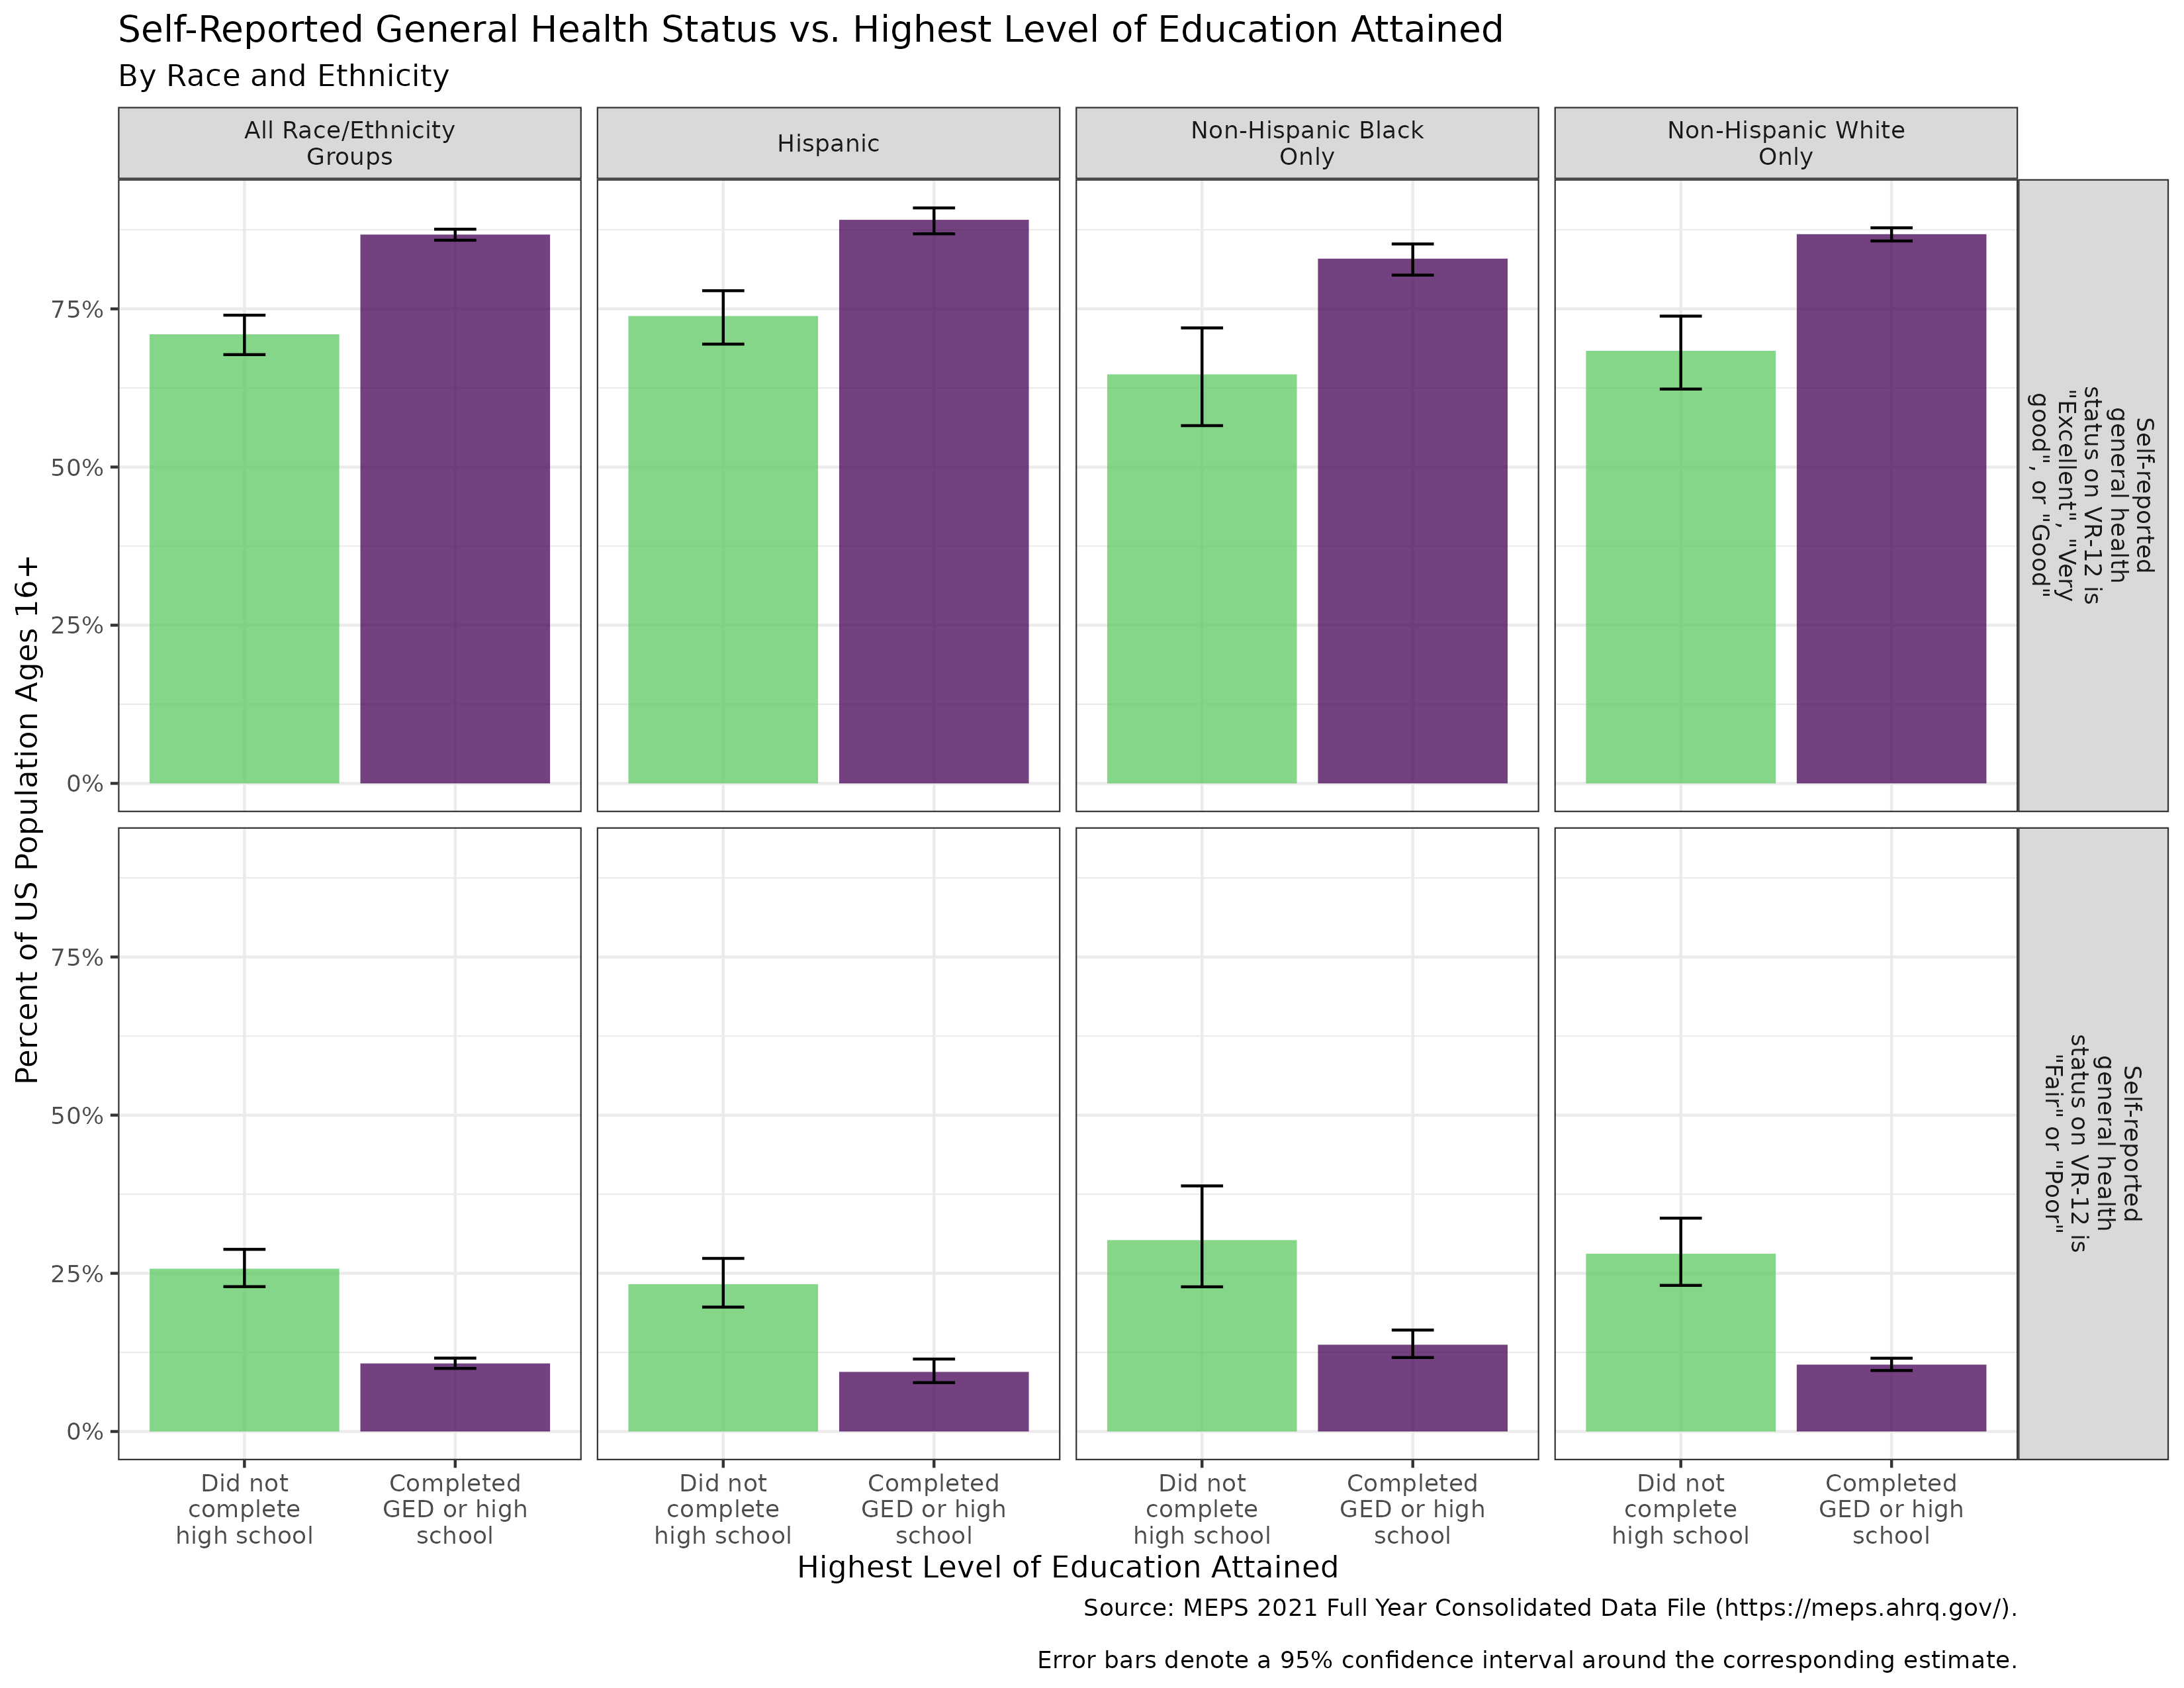 Self-Reported General Health Status vs. Highest Level of Education Attained
By Race and Ethnicity
All Race/Ethnicity
Groups
Hispanic
Non-Hispanic Black
Only
Non-Hispanic White
Only
Percent of US Population Ages 16+
75%
50%
25%
0%
Self-reported
general health
status on VR-12 is
"Excellent", "Very
good", or "Good"
75%
50%
25%
0%
Self-reported
general health
status on VR-12 is
"Fair" or "Poor"
Did not
complete
high school
Completed
GED or high
school
Did not
complete
high school
Completed
GED or high
school
Did not
complete
high school
Completed
GED or high
school
Did not
complete
high school
Completed
GED or high
school
Highest Level of Education Attained
Source: MEPS 2021 Full Year Consolidated Data File (https://meps.ahrq.gov/).
Error bars denote a 95% confidence interval around the corresponding estimate.